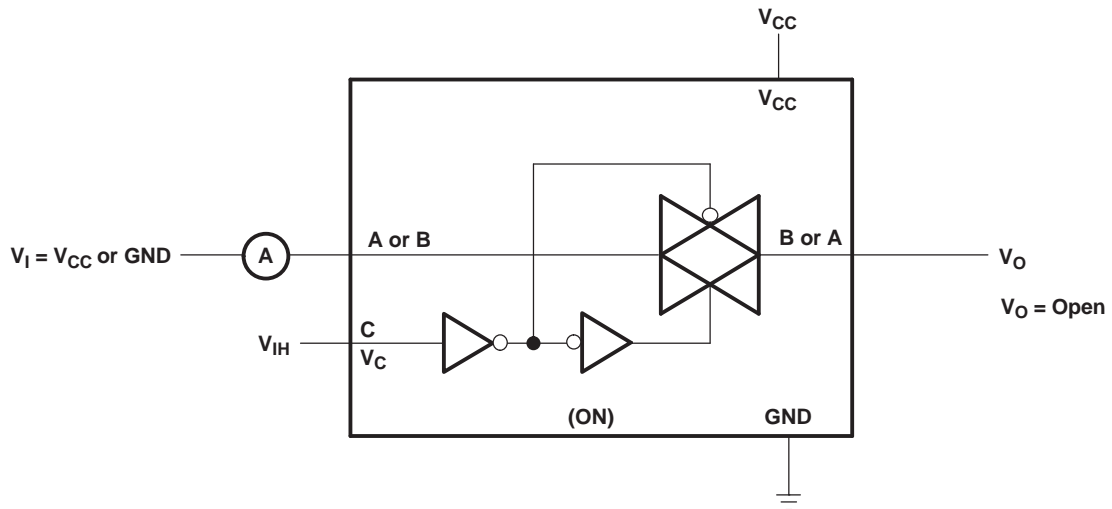 VCC
VCC
A or B
B or A
VI = VCC or GND
A
VO
VO = Open
C
VIH
VC
(ON)
GND